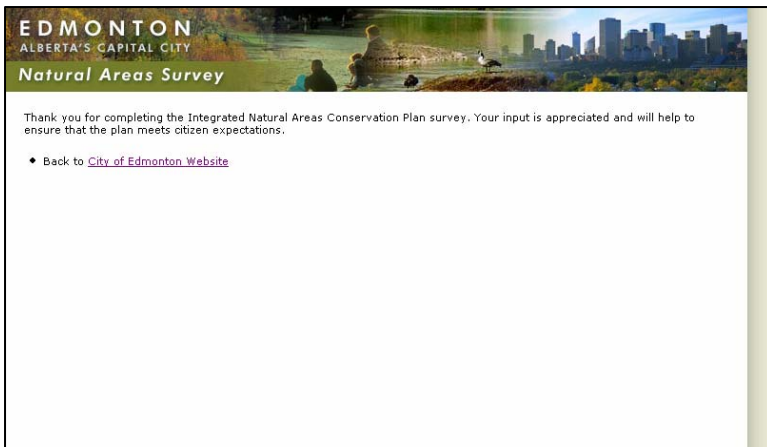 EDMONTON
ALBERTA'S CAPITAL CITY
Natural Areas Survey
Thank you for completing the Integrated Natural Areas Conservation Plan survey. Your input is appreciated and will help to
ensure that the plan meets citizen expectations.
Back to City of Edmonton Website